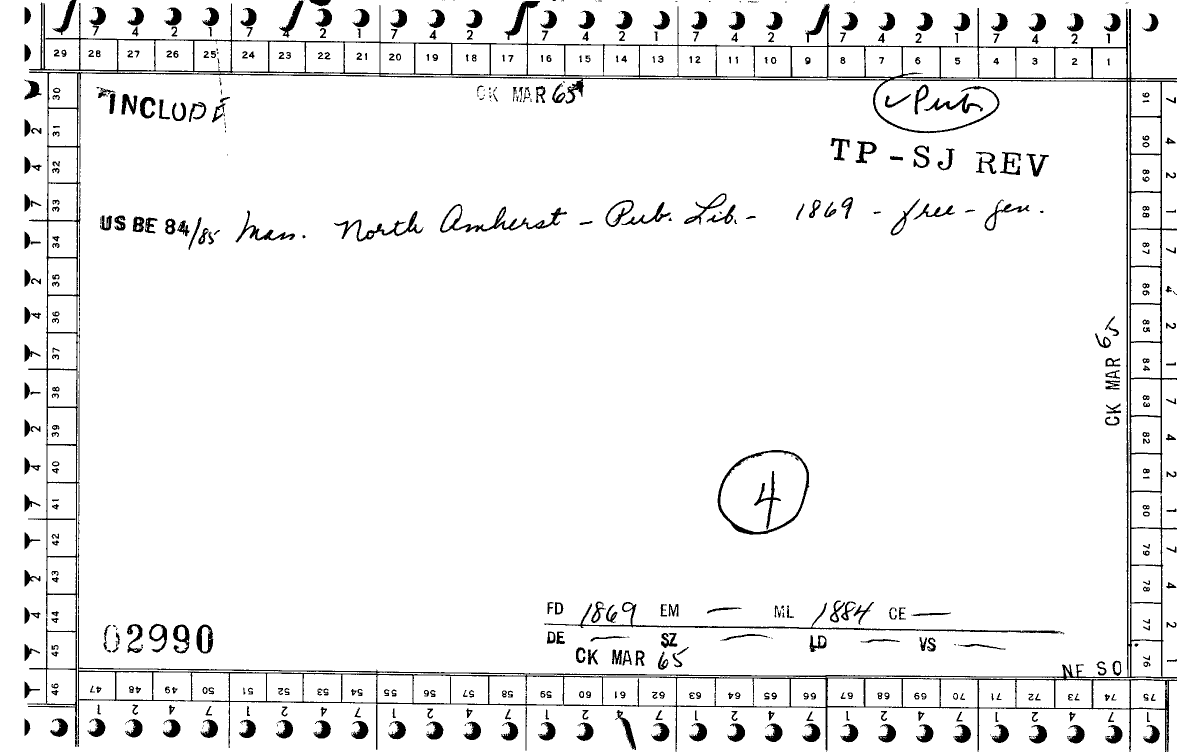 7 4 2 1 7 4 2 1 7 4 2 1 7 4 2 1 7 4 2 1 7 4 2 1 7 4 2 1
29 28 27 26 25 24 23 22 21 20 19 18 17 16 15 14 13 12 11 10 9 8 7 6 5 4 3 2 1
INCLUDE
CK MAR 65
✓ Pub
TP-SJ REV
US BE 84/85 Mass. North Amherst - Pub. Lib. - 1869 - free - gen.
CK MAR 65
4
02990
FD 1869 EM — ML 1884 CE —
DE — SZ — LD — VS —
CK MAR 65
NE SO
30 31 32 33 34 35 36 37 38 39 40 41 42 43 44 45 46
91 90 89 88 87 86 85 84 83 82 81 80 79 78 77 76
47 48 49 50 51 52 53 54 55 56 57 58 59 60 61 62 63 64 65 66 67 68 69 70 71 72 73 74 75
1 2 4 7 1 2 4 7 1 2 4 7 1 2 4 7 1 2 4 7 1 2 4 7 1 2 4 7 1